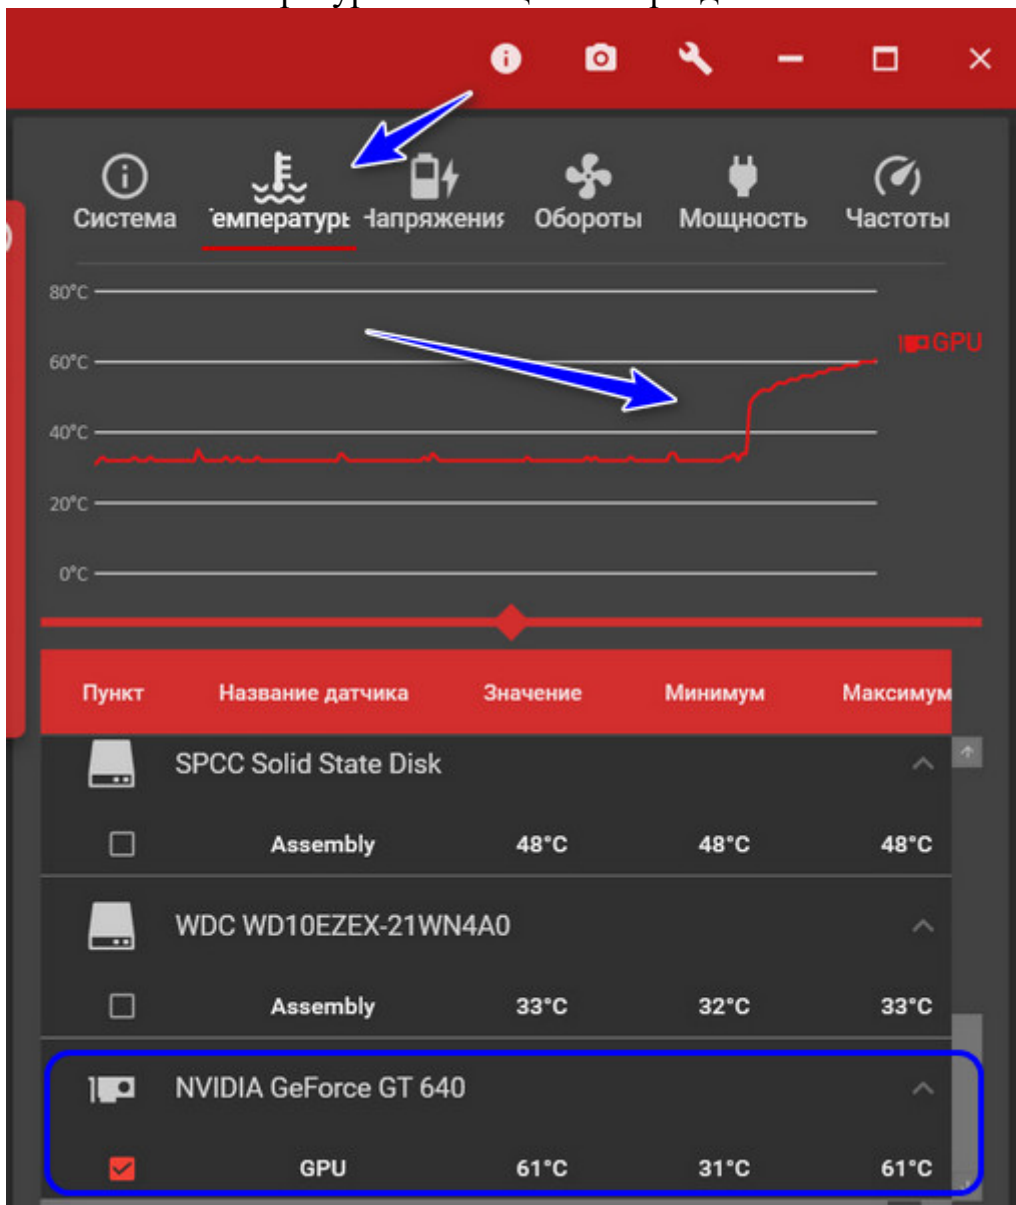 Система емпературь Напряжения Обороты Мощность Частоты
80°C
GPU
60°C
40°C
20°C
0°C
Пункт Название датчика Значение Минимум Максимум
SPCC Solid State Disk
Assembly 48°C 48°C 48°C
WDC WD10EZEX-21WN4A0
Assembly 33°C 32°C 33°C
NVIDIA GeForce GT 640
GPU 61°C 31°C 61°C